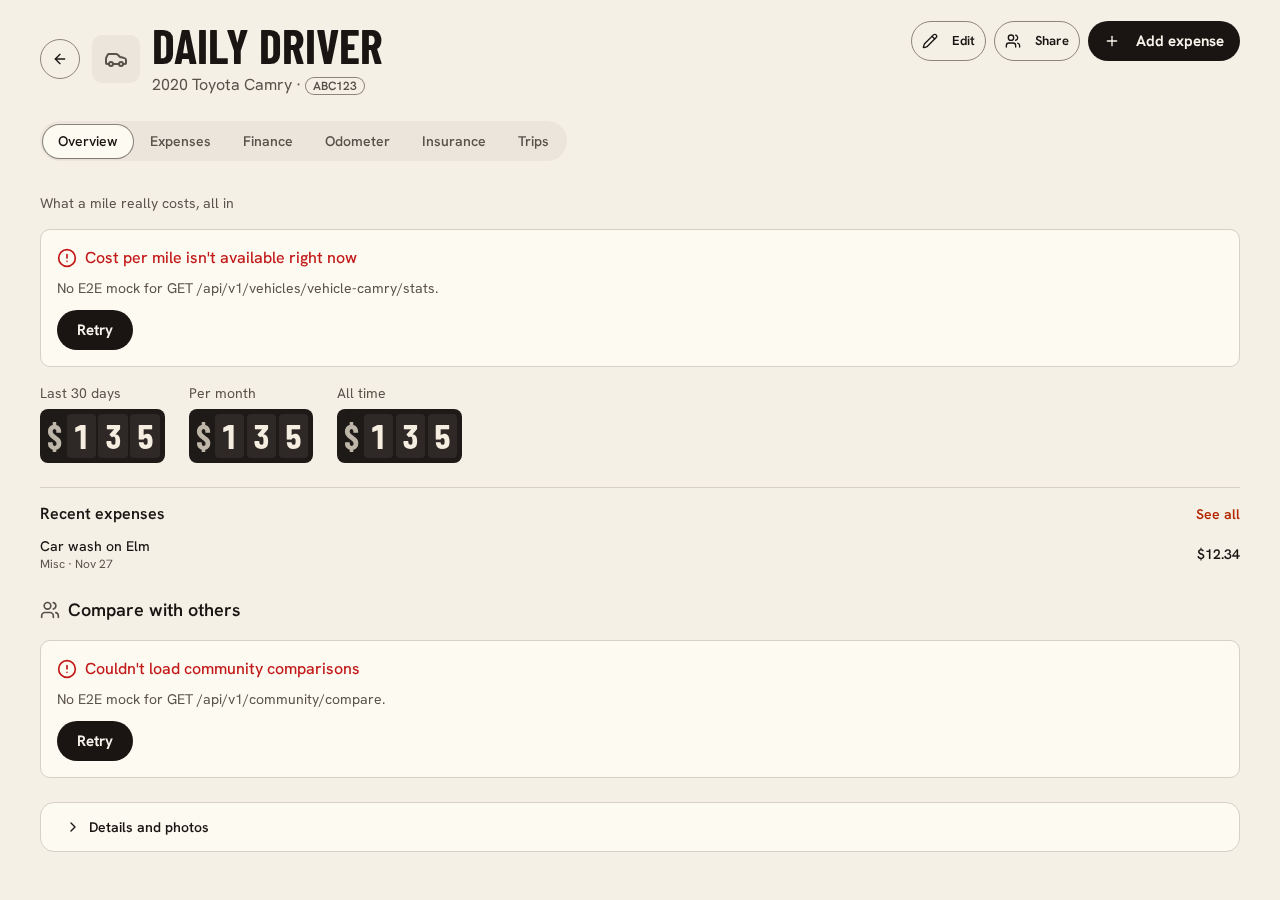 DAILY DRIVER
2020 Toyota Camry · ABC123
Edit
Share
Add expense
Overview
Expenses
Finance
Odometer
Insurance
Trips
What a mile really costs, all in
Cost per mile isn't available right now
No E2E mock for GET /api/v1/vehicles/vehicle-camry/stats.
Retry
Last 30 days
$135
Per month
$135
All time
$135
Recent expenses
See all
Car wash on Elm
Misc · Nov 27
$12.34
Compare with others
Couldn't load community comparisons
No E2E mock for GET /api/v1/community/compare.
Retry
Details and photos